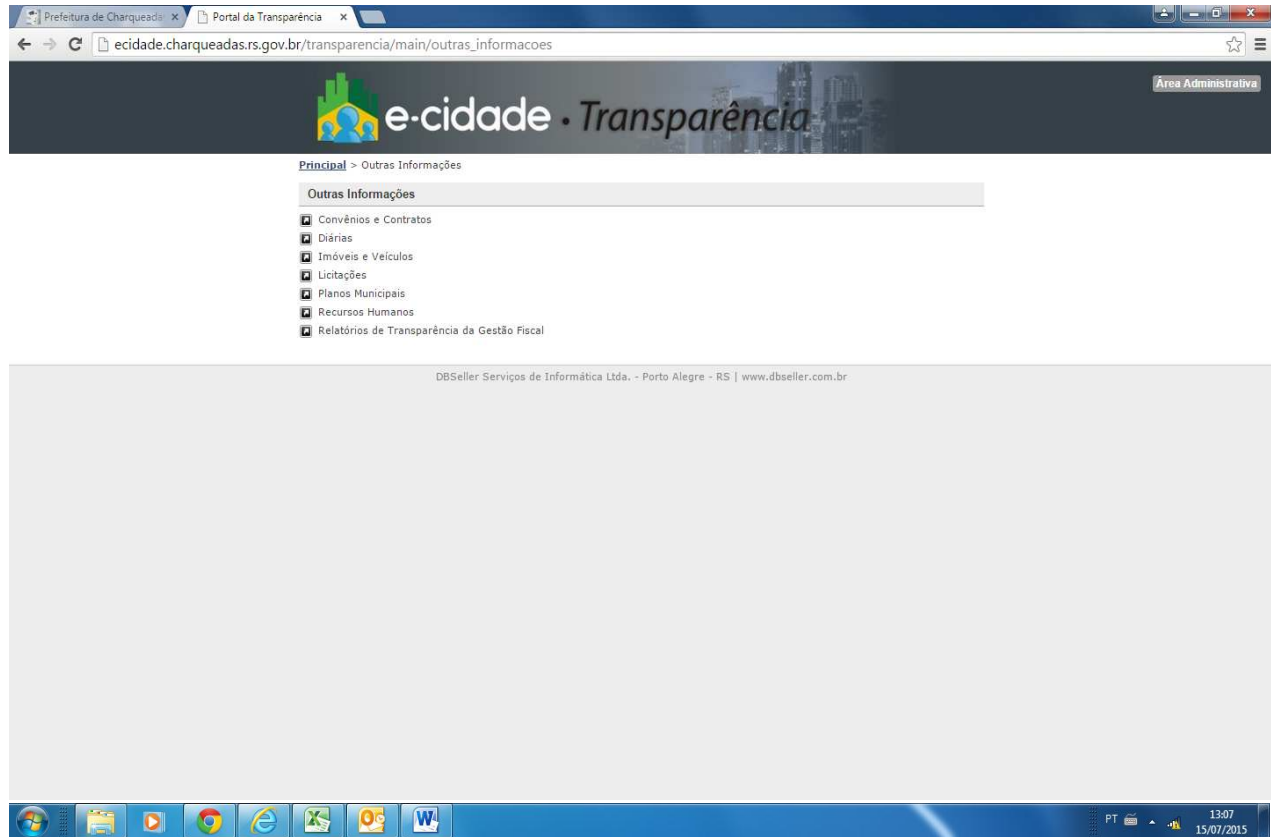 Prefeitura de Charqueada
Portal da Transparência
ecidade.charqueadas.rs.gov.br/transparencia/main/outras_informacoes
Área Administrativa
e-cidade • Transparência
Principal > Outras Informações
Outras Informações
Convênios e Contratos
Diárias
Imóveis e Veículos
Licitações
Planos Municipais
Recursos Humanos
Relatórios de Transparência da Gestão Fiscal
DBSeller Serviços de Informática Ltda. - Porto Alegre - RS | www.dbseller.com.br
PT
13:07
15/07/2015